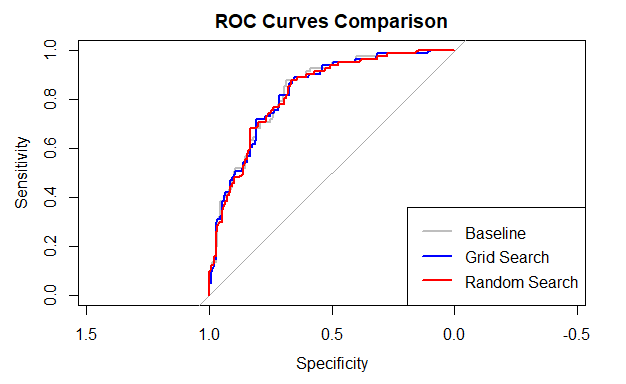 ROC Curves Comparison
Sensitivity
1.0
0.8
0.6
0.4
0.2
0.0
Baseline
Grid Search
Random Search
1.5 1.0 0.5 0.0 -0.5
Specificity